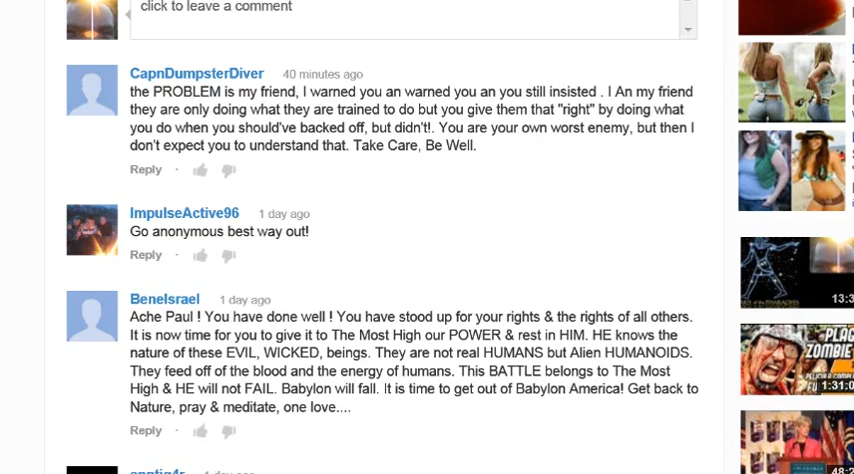 click to leave a comment
CapnDumpsterDiver 40 minutes ago
the PROBLEM is my friend, I warned you an warned you an you still insisted . I An my friend
they are only doing what they are trained to do but you give them that "right" by doing what
you do when you should've backed off, but didn't!. You are your own worst enemy, but then I
don't expect you to understand that. Take Care, Be Well.
Reply ·
ImpulseActive96 1 day ago
Go anonymous best way out!
Reply ·
BeneIsrael 1 day ago
Ache Paul ! You have done well ! You have stood up for your rights & the rights of all others.
It is now time for you to give it to The Most High our POWER & rest in HIM. HE knows the
nature of these EVIL, WICKED, beings. They are not real HUMANS but Alien HUMANOIDS.
They feed off of the blood and the energy of humans. This BATTLE belongs to The Most
High & HE will not FAIL. Babylon will fall. It is time to get out of Babylon America! Get back to
Nature, pray & meditate, one love....
Reply ·
13:3
PLAG
ZOMBIE
1:31:0
48:2